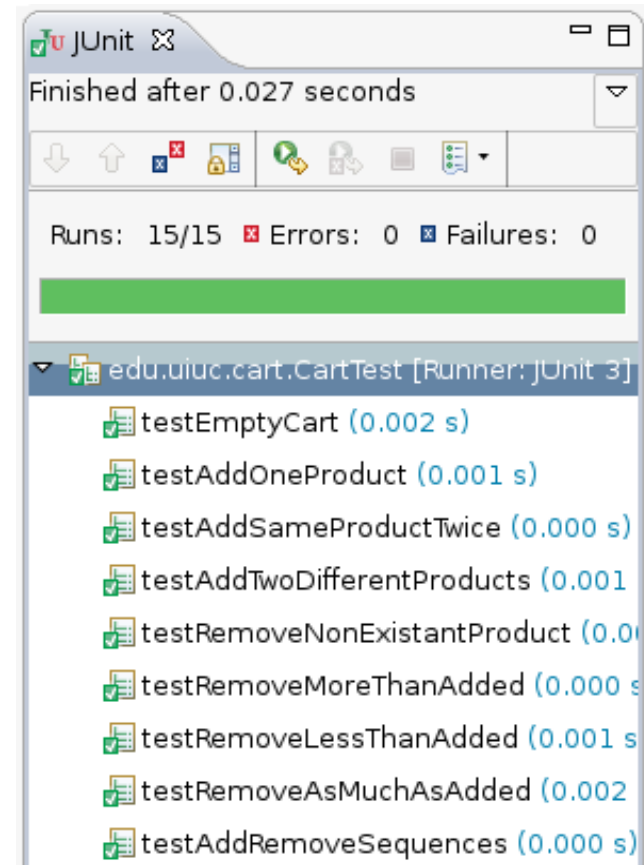 JU JUnit
Finished after 0.027 seconds
Runs: 15/15 x Errors: 0 x Failures: 0
edu.uiuc.cart.CartTest [Runner: JUnit 3]
testEmptyCart (0.002 s)
testAddOneProduct (0.001 s)
testAddSameProductTwice (0.000 s)
testAddTwoDifferentProducts (0.001
testRemoveNonExistantProduct (0.00
testRemoveMoreThanAdded (0.000 s
testRemoveLessThanAdded (0.001 s
testRemoveAsMuchAsAdded (0.002
testAddRemoveSequences (0.000 s)